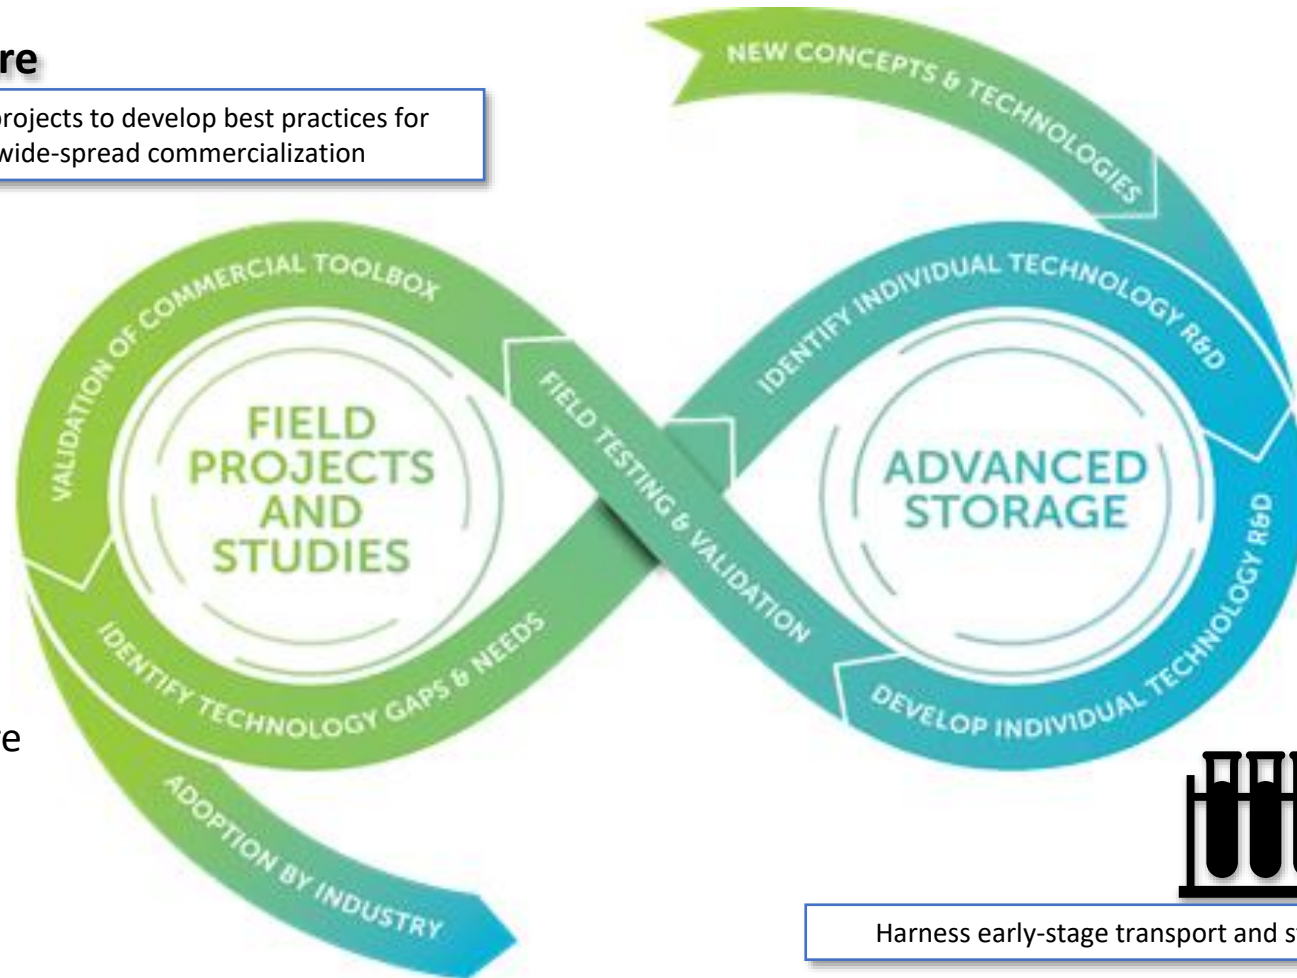 re
projects to develop best practices for
wide-spread commercialization
NEW CONCEPTS & TECHNOLOGIES
VALIDATION OF COMMERCIAL TOOLBOX
IDENTIFY INDIVIDUAL TECHNOLOGY R&D
FIELD TESTING & VALIDATION
FIELD
PROJECTS
AND
STUDIES
ADVANCED
STORAGE
IDENTIFY TECHNOLOGY GAPS & NEEDS
DEVELOP INDIVIDUAL TECHNOLOGY R&D
e
ADOPTION BY INDUSTRY
Harness early-stage transport and s